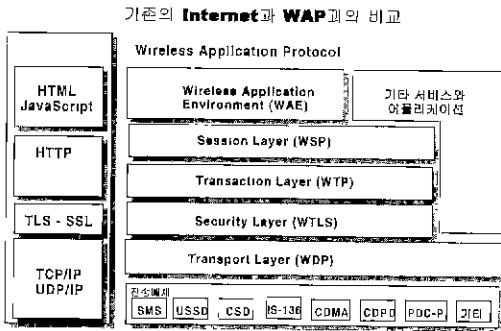 기존의 Internet과 WAP과의 비교
Wireless Application Protocol
HTML
JavaScript
HTTP
TLS - SSL
TCP/IP
UDP/IP
Wireless Application
Environment (WAE)
기타 서비스와
어플리케이션
Session Layer (WSP)
Transaction Layer (WTP)
Security Layer (WTLS)
Transport Layer (WDP)
전송매체
SMS USSD CSD IS-136 CDMA CDPD PDC-P 기타